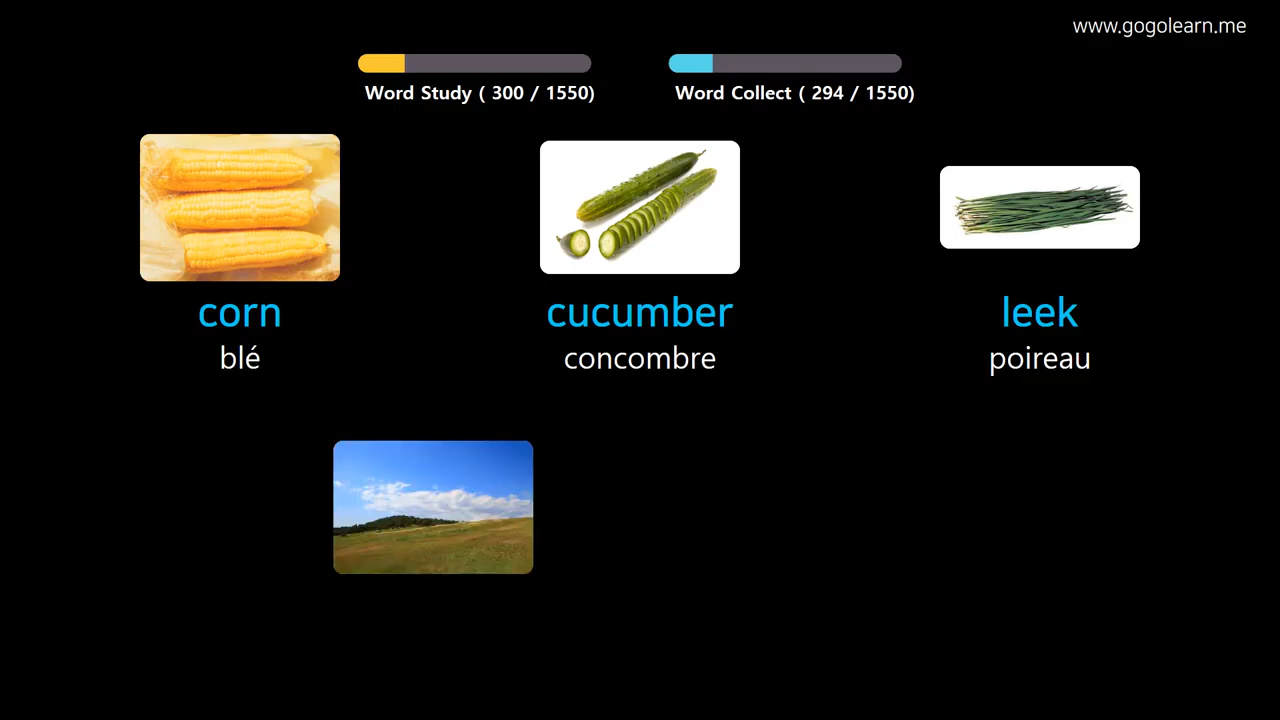 www.gogolearn.me
Word Study ( 300 / 1550)
Word Collect ( 294 / 1550)
corn
blé
cucumber
concombre
leek
poireau